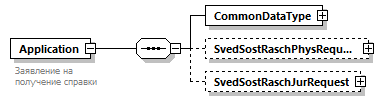 CommonDataType
Application
SvedSostRaschPhysRequ...
Заявление на
получение справки
SvedSostRaschJurRequest